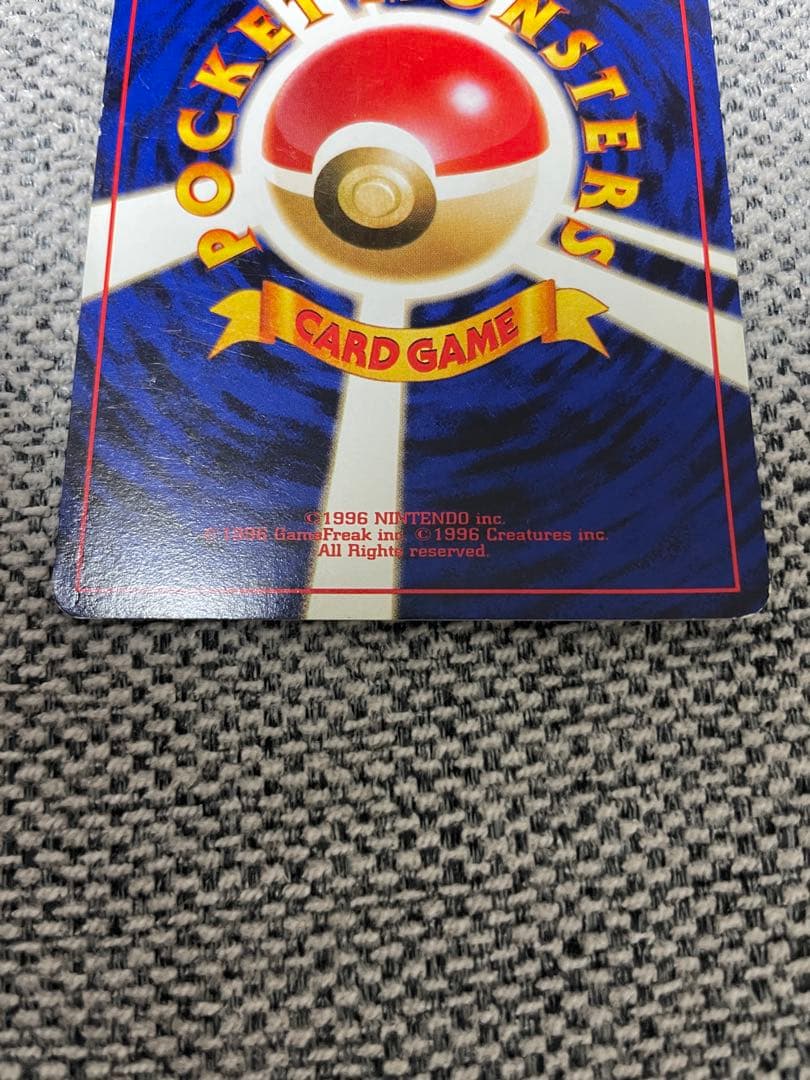 POCKET MONSTERS
CARD GAME
©1996 NINTENDO inc.
©1996 GameFreak inc. ©1996 Creatures inc.
All Rights reserved.